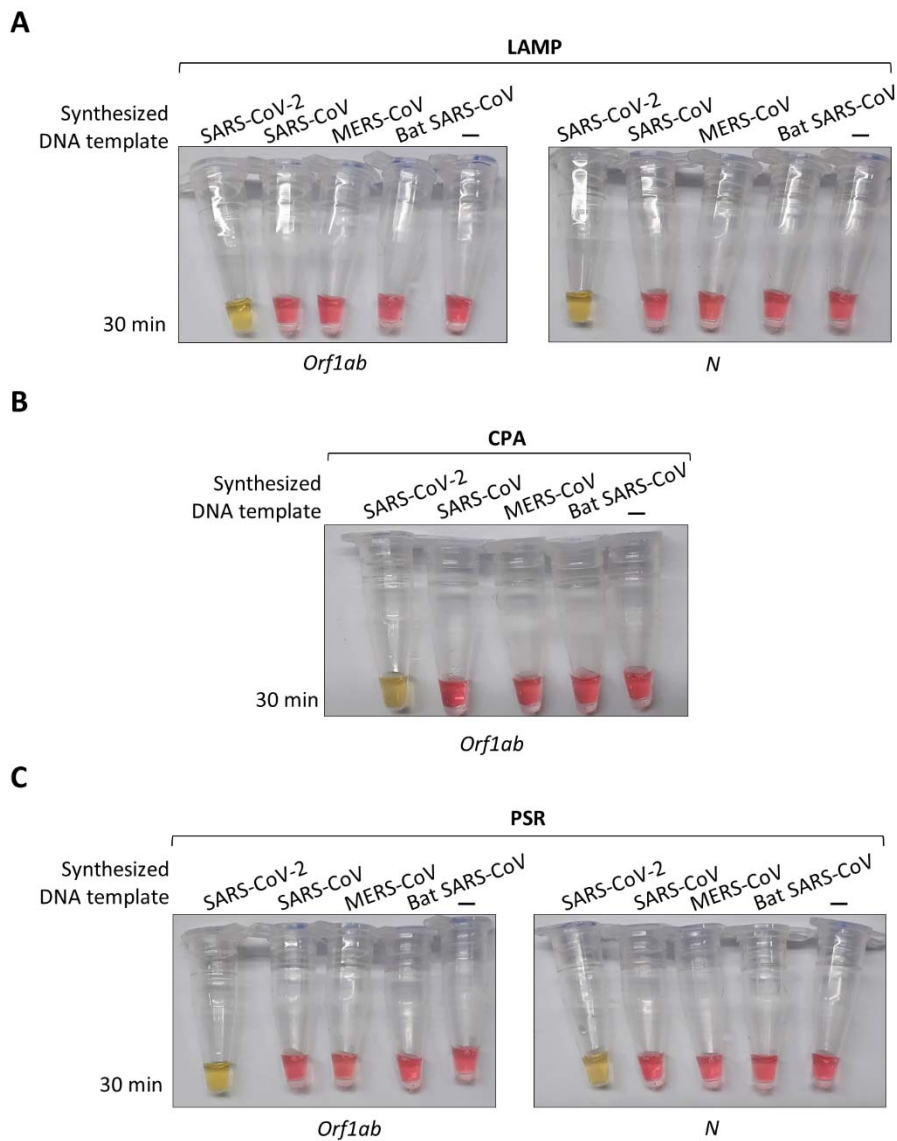 A
LAMP
Synthesized
DNA template
SARS-CoV-2
SARS-CoV
MERS-CoV
Bat SARS-CoV
—
SARS-CoV-2
SARS-CoV
MERS-CoV
Bat SARS-CoV
—
30 min
Orf1ab
N
B
CPA
Synthesized
DNA template
SARS-CoV-2
SARS-CoV
MERS-CoV
Bat SARS-CoV
—
30 min
Orf1ab
C
PSR
Synthesized
DNA template
SARS-CoV-2
SARS-CoV
MERS-CoV
Bat SARS-CoV
—
SARS-CoV-2
SARS-CoV
MERS-CoV
Bat SARS-CoV
—
30 min
Orf1ab
N